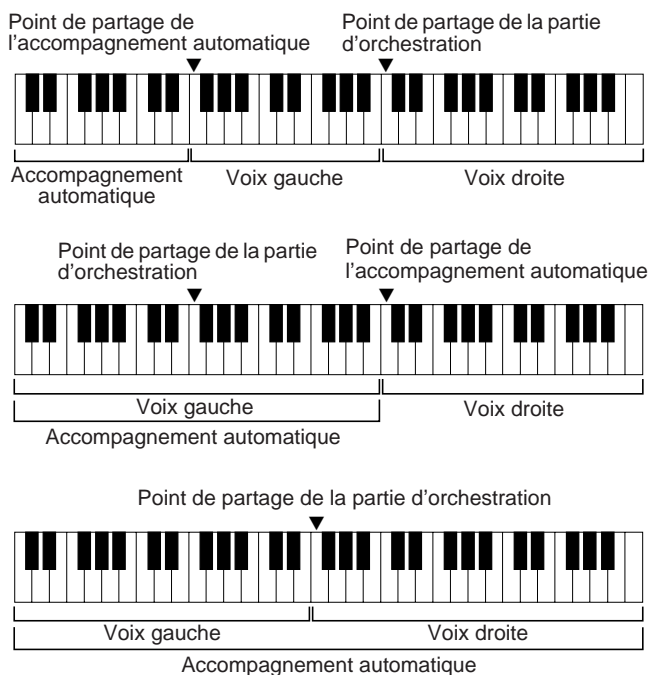 Point de partage de
l’accompagnement automatique
Point de partage de la partie
d’orchestration
Accompagnement
automatique
Voix gauche
Voix droite
Point de partage de la partie
d’orchestration
Point de partage de
l’accompagnement automatique
Voix gauche
Voix droite
Accompagnement automatique
Point de partage de la partie d’orchestration
Voix gauche
Voix droite
Accompagnement automatique